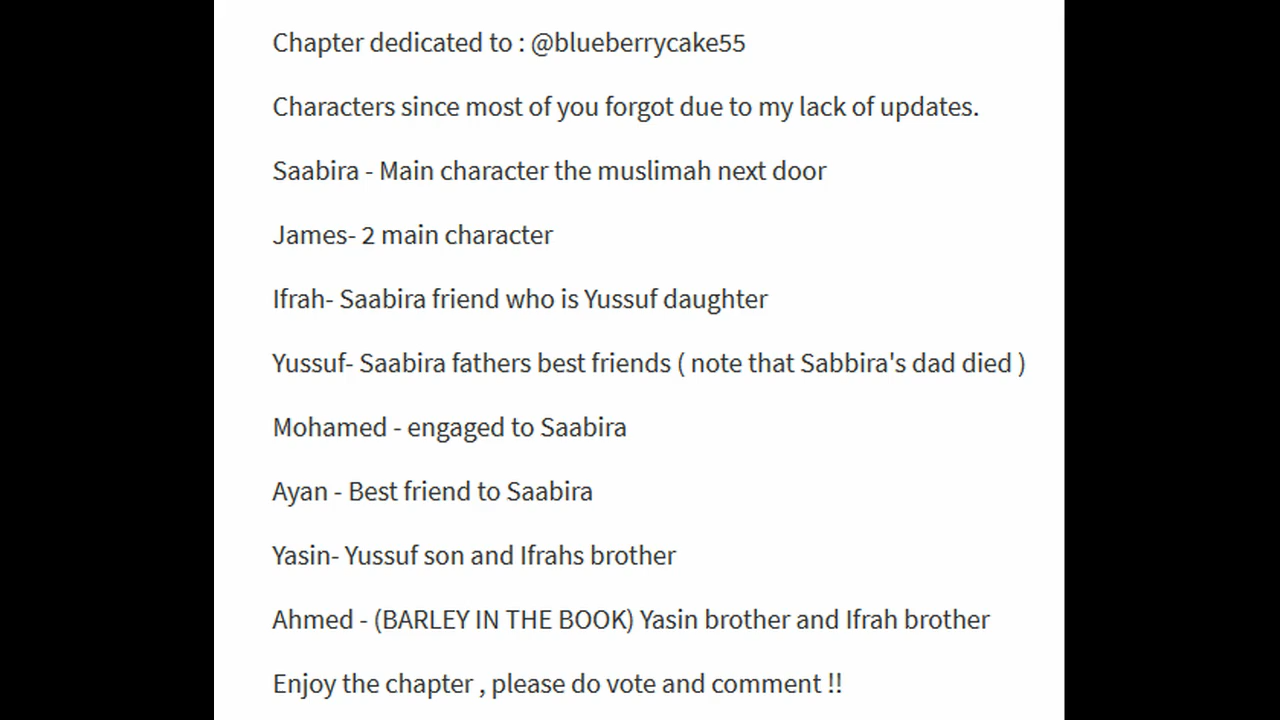 Chapter dedicated to : @blueberrycake55
Characters since most of you forgot due to my lack of updates.
Saabira - Main character the muslimah next door
James- 2 main character
Ifrah- Saabira friend who is Yussuf daughter
Yussuf- Saabira fathers best friends ( note that Sabbira's dad died )
Mohamed - engaged to Saabira
Ayan - Best friend to Saabira
Yasin- Yussuf son and Ifrahs brother
Ahmed - (BARLEY IN THE BOOK) Yasin brother and Ifrah brother
Enjoy the chapter , please do vote and comment !!